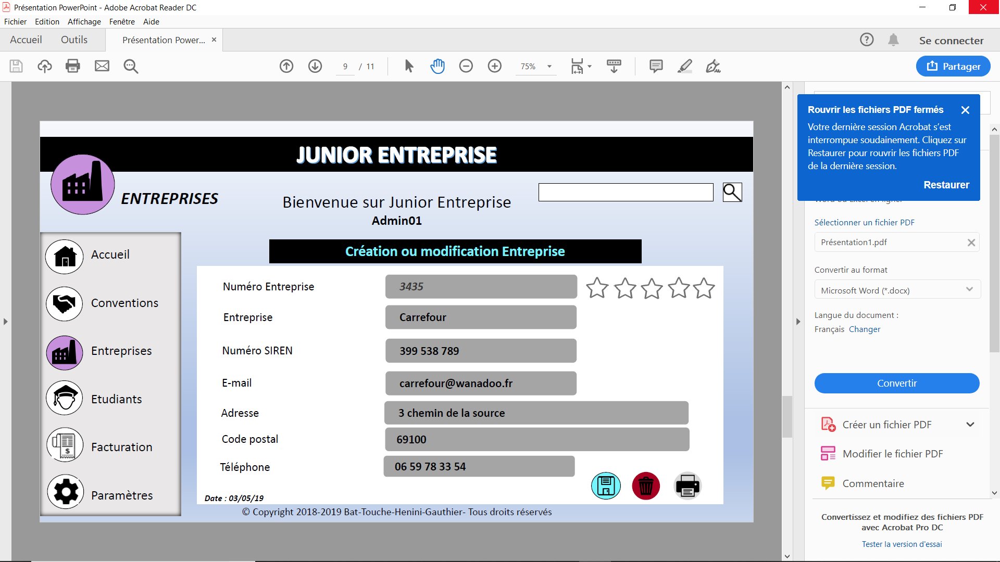 Présentation PowerPoint - Adobe Acrobat Reader DC
Fichier Edition Affichage Fenêtre Aide
Accueil Outils Présentation Power... Se connecter
9 / 11 75% Partager
Rouvrir les fichiers PDF fermés
Votre dernière session Acrobat s’est
interrompue soudainement. Cliquez sur
Restaurer pour rouvrir les fichiers PDF
de la dernière session.
Restaurer
JUNIOR ENTREPRISE
ENTREPRISES
Bienvenue sur Junior Entreprise
Admin01
Accueil
Conventions
Entreprises
Etudiants
Facturation
Paramètres
Création ou modification Entreprise
Numéro Entreprise 3435
Entreprise Carrefour
Numéro SIREN 399 538 789
E-mail carrefour@wanadoo.fr
Adresse 3 chemin de la source
Code postal 69100
Téléphone 06 59 78 33 54
Date : 03/05/19
© Copyright 2018-2019 Bat-Touche-Henini-Gauthier- Tous droits réservés
Sélectionner un fichier PDF
Présentation1.pdf
Convertir au format
Microsoft Word (*.docx)
Langue du document :
Français Changer
Convertir
Créer un fichier PDF
Modifier le fichier PDF
Commentaire
Convertissez et modifiez des fichiers PDF
avec Acrobat Pro DC
Tester la version d'essai